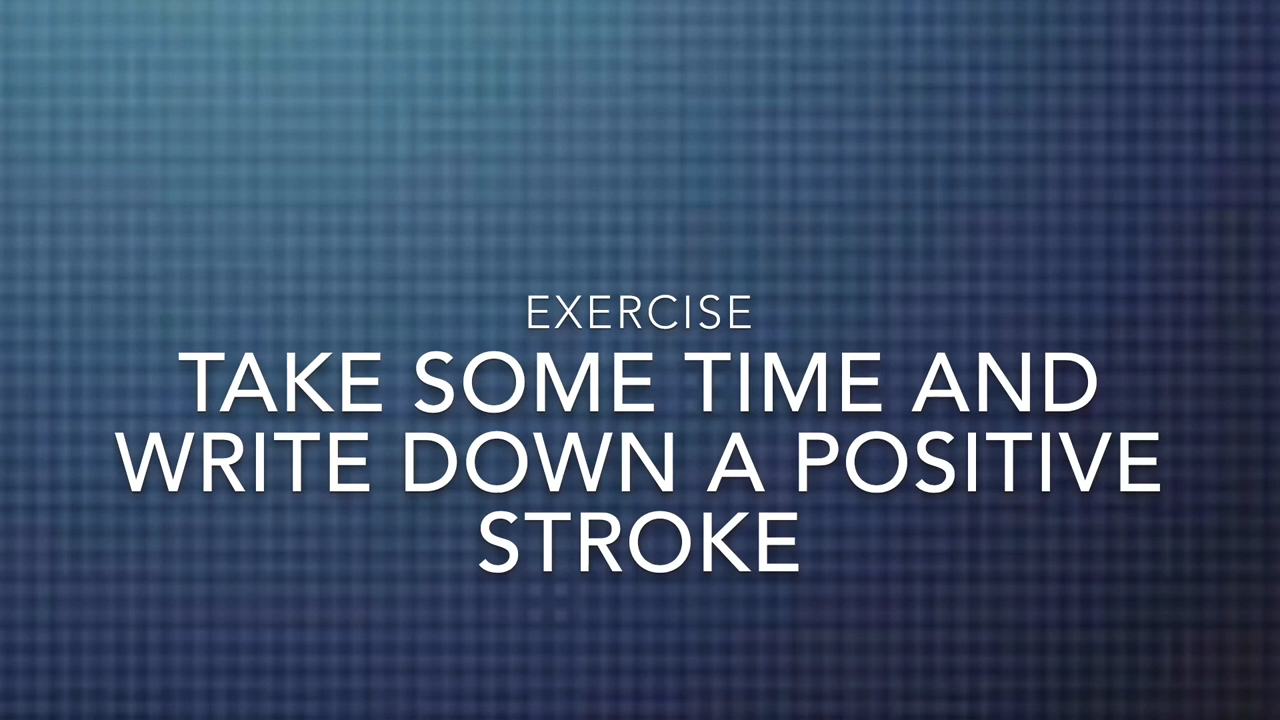 EXERCISE
TAKE SOME TIME AND
WRITE DOWN A POSITIVE
STROKE